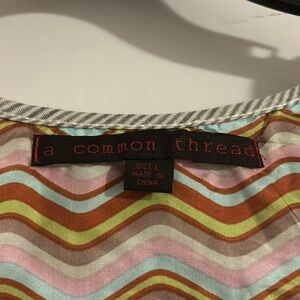 a common thread
SIZE L
MADE IN
CHINA